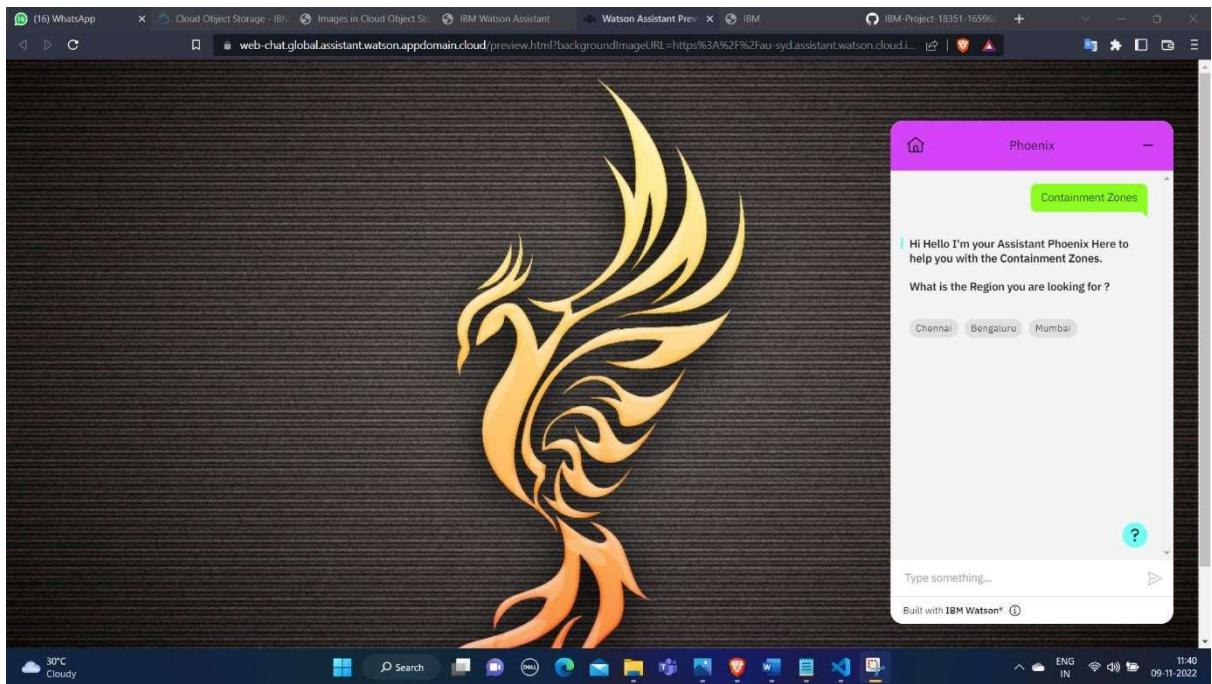 (16) WhatsApp
Cloud Object Storage - IBM
Images in Cloud Object Sto
IBM Watson Assistant
Watson Assistant Prev
IBM
IBM-Project-18351-165968
web-chat.global.assistant.watson.appdomain.cloud/preview.html?backgroundImageURL=https%3A%2F%2Fau-syd.assistant.watson.cloud.i...
Phoenix
Containment Zones
Hi Hello I'm your Assistant Phoenix Here to
help you with the Containment Zones.
What is the Region you are looking for ?
Chennai Bengaluru Mumbai
?
Type something...
Built with IBM Watson®
30°C
Cloudy
Search
DELL
ENG
IN
11:40
09-11-2022